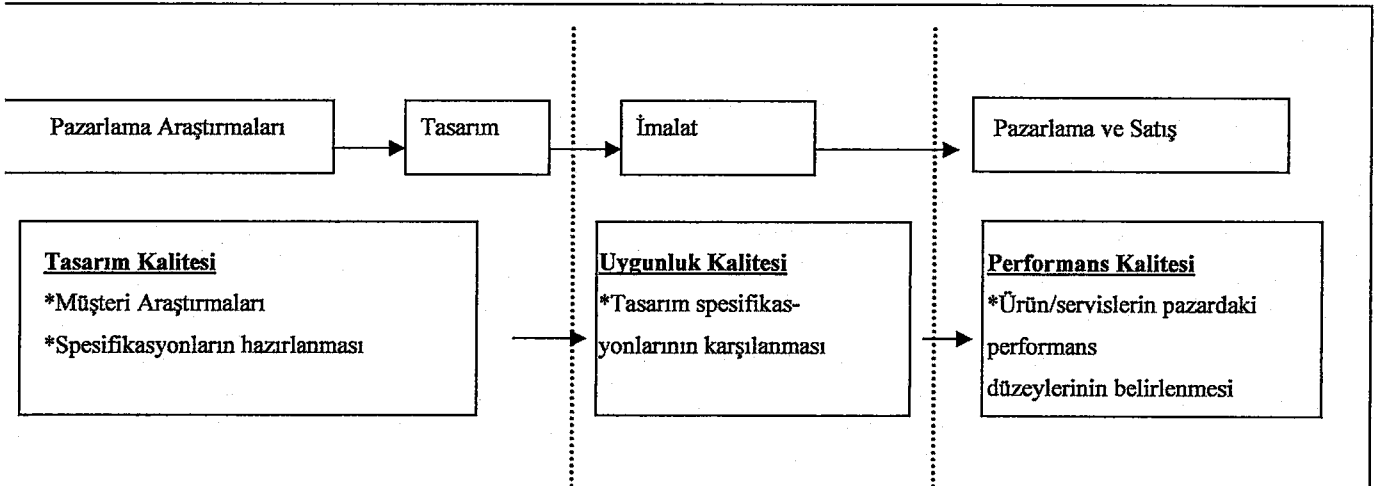 Pazarlama Araştırmaları
Tasarım
İmalat
Pazarlama ve Satış
Tasarım Kalitesi
*Müşteri Araştırmaları
*Spesifikasyonların hazırlanması
Uygunluk Kalitesi
*Tasarım spesifikas-
yonlarının karşılanması
Performans Kalitesi
*Ürün/servislerin pazardaki
performans
düzeylerinin belirlenmesi